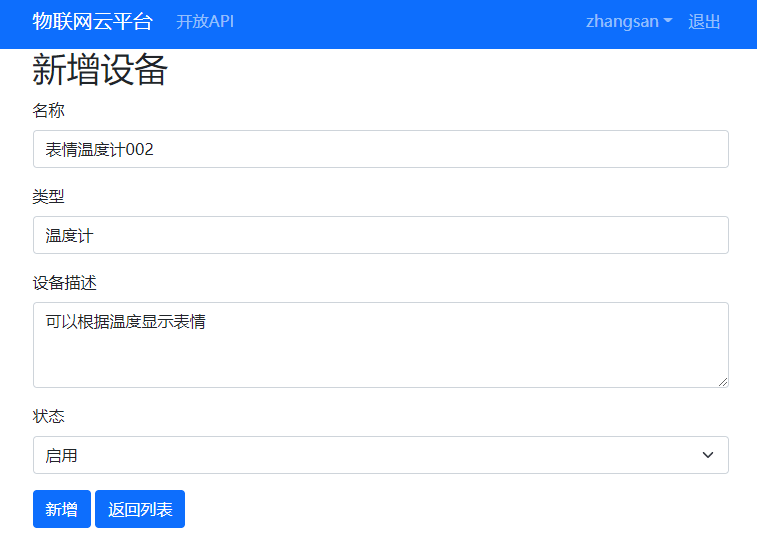 物联网云平台 开放API zhangsan 退出
新增设备
名称
表情温度计002
类型
温度计
设备描述
可以根据温度显示表情
状态
启用
新增 返回列表